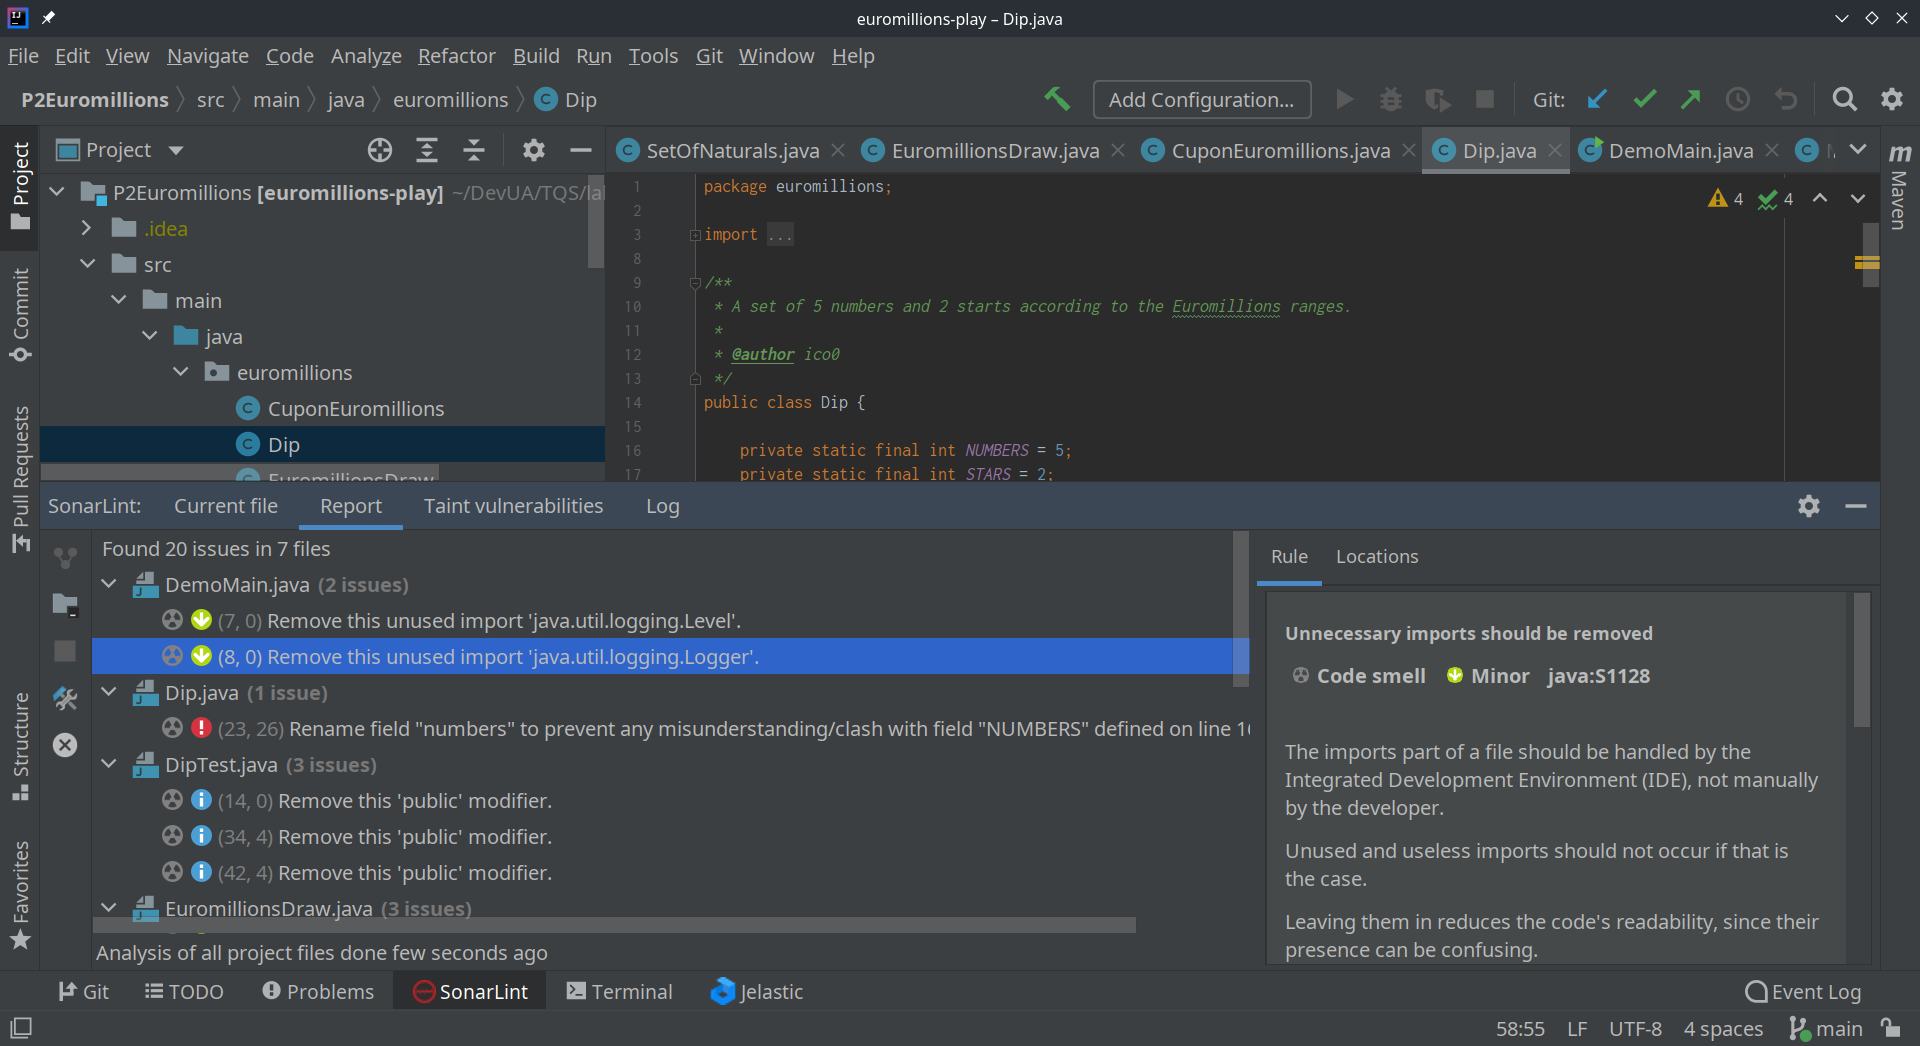 euromillions-play – Dip.java
File Edit View Navigate Code Analyze Refactor Build Run Tools Git Window Help
P2Euromillions src main java euromillions Dip
Add Configuration...
Git:
Project
SetOfNaturals.java EuromillionsDraw.java CuponEuromillions.java Dip.java DemoMain.java
P2Euromillions [euromillions-play] ~/DevUA/TQS/la
.idea
src
main
java
euromillions
CuponEuromillions
Dip
EuromillionsDraw
1 package euromillions;
2
3 import ...
8
9 /**
10 * A set of 5 numbers and 2 starts according to the Euromillions ranges.
11 *
12 * @author ico0
13 */
14 public class Dip {
15
16 private static final int NUMBERS = 5;
17 private static final int STARS = 2;
4 4
Project
Commit
Pull Requests
Structure
Favorites
m Maven
SonarLint: Current file Report Taint vulnerabilities Log
Found 20 issues in 7 files
DemoMain.java (2 issues)
(7, 0) Remove this unused import 'java.util.logging.Level'.
(8, 0) Remove this unused import 'java.util.logging.Logger'.
Dip.java (1 issue)
(23, 26) Rename field "numbers" to prevent any misunderstanding/clash with field "NUMBERS" defined on line
DipTest.java (3 issues)
(14, 0) Remove this 'public' modifier.
(34, 4) Remove this 'public' modifier.
(42, 4) Remove this 'public' modifier.
EuromillionsDraw.java (3 issues)
Analysis of all project files done few seconds ago
Rule Locations
Unnecessary imports should be removed
Code smell Minor java:S1128
The imports part of a file should be handled by the
Integrated Development Environment (IDE), not manually
by the developer.
Unused and useless imports should not occur if that is
the case.
Leaving them in reduces the code's readability, since their
presence can be confusing.
Git TODO Problems SonarLint Terminal Jelastic Event Log
58:55 LF UTF-8 4 spaces main